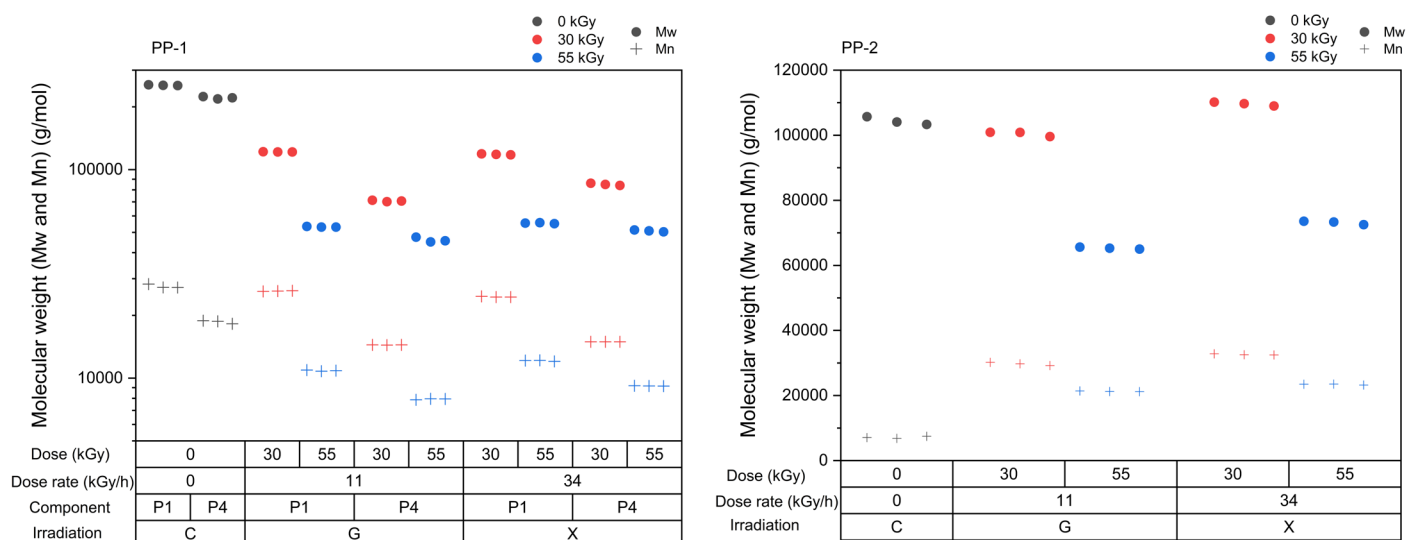 PP-1
0 kGy
30 kGy
55 kGy
Mw
Mn
Molecular weight (Mw and Mn) (g/mol)
100000
10000
Dose (kGy) 0 30 55 30 55 30 55 30 55
Dose rate (kGy/h) 0 11 34
Component P1 P4 P1 P4 P1 P4
Irradiation C G X
PP-2
0 kGy
30 kGy
55 kGy
Mw
Mn
Molecular weight (Mw and Mn) (g/mol)
120000
100000
80000
60000
40000
20000
0
Dose (kGy) 0 30 55 30 55
Dose rate (kGy/h) 0 11 34
Irradiation C G X